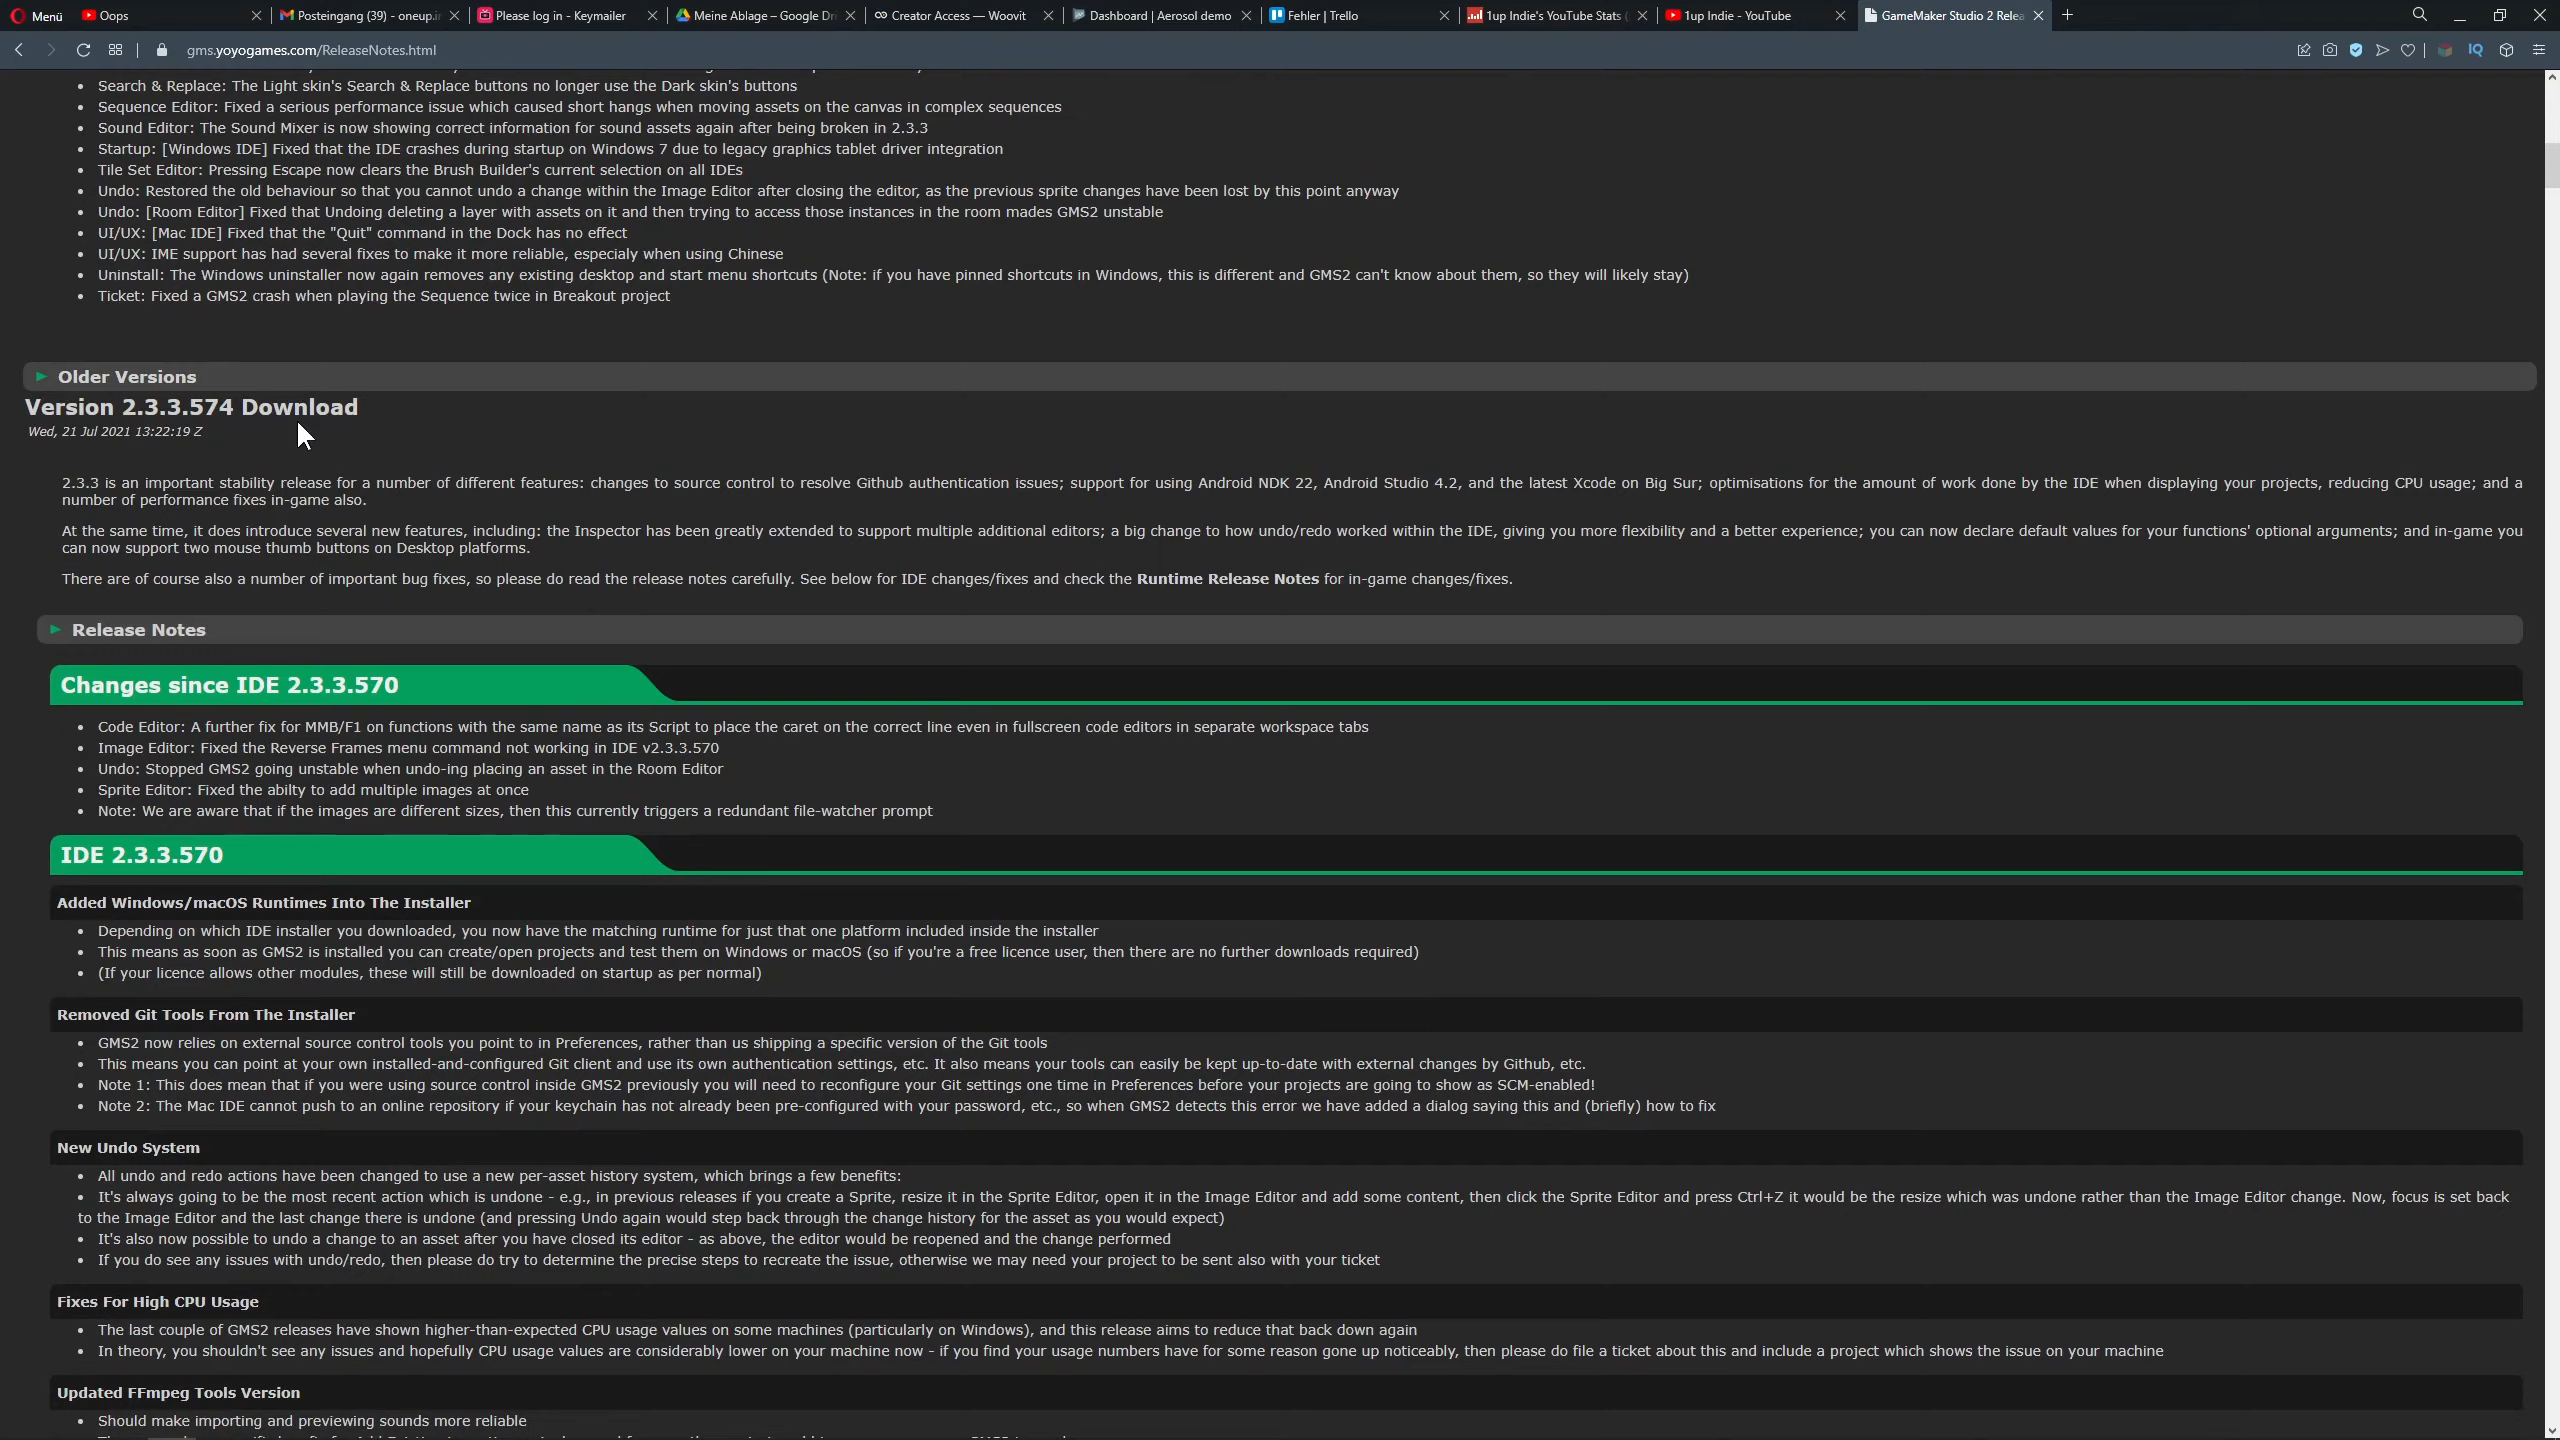 Menü
Oops
Posteingang (39) - oneup.ir
Please log in - Keymailer
Meine Ablage – Google Dri
Creator Access — Woovit
Dashboard | Aerosol demo
Fehler | Trello
1up Indie's YouTube Stats (
1up Indie - YouTube
GameMaker Studio 2 Relea
gms.yoyogames.com/ReleaseNotes.html
IQ
Search & Replace: The Light skin's Search & Replace buttons no longer use the Dark skin's buttons
Sequence Editor: Fixed a serious performance issue which caused short hangs when moving assets on the canvas in complex sequences
Sound Editor: The Sound Mixer is now showing correct information for sound assets again after being broken in 2.3.3
Startup: [Windows IDE] Fixed that the IDE crashes during startup on Windows 7 due to legacy graphics tablet driver integration
Tile Set Editor: Pressing Escape now clears the Brush Builder's current selection on all IDEs
Undo: Restored the old behaviour so that you cannot undo a change within the Image Editor after closing the editor, as the previous sprite changes have been lost by this point anyway
Undo: [Room Editor] Fixed that Undoing deleting a layer with assets on it and then trying to access those instances in the room mades GMS2 unstable
UI/UX: [Mac IDE] Fixed that the "Quit" command in the Dock has no effect
UI/UX: IME support has had several fixes to make it more reliable, especialy when using Chinese
Uninstall: The Windows uninstaller now again removes any existing desktop and start menu shortcuts (Note: if you have pinned shortcuts in Windows, this is different and GMS2 can't know about them, so they will likely stay)
Ticket: Fixed a GMS2 crash when playing the Sequence twice in Breakout project
Older Versions
Version 2.3.3.574 Download
Wed, 21 Jul 2021 13:22:19 Z
2.3.3 is an important stability release for a number of different features: changes to source control to resolve Github authentication issues; support for using Android NDK 22, Android Studio 4.2, and the latest Xcode on Big Sur; optimisations for the amount of work done by the IDE when displaying your projects, reducing CPU usage; and a
number of performance fixes in-game also.
At the same time, it does introduce several new features, including: the Inspector has been greatly extended to support multiple additional editors; a big change to how undo/redo worked within the IDE, giving you more flexibility and a better experience; you can now declare default values for your functions' optional arguments; and in-game you
can now support two mouse thumb buttons on Desktop platforms.
There are of course also a number of important bug fixes, so please do read the release notes carefully. See below for IDE changes/fixes and check the Runtime Release Notes for in-game changes/fixes.
Release Notes
Changes since IDE 2.3.3.570
Code Editor: A further fix for MMB/F1 on functions with the same name as its Script to place the caret on the correct line even in fullscreen code editors in separate workspace tabs
Image Editor: Fixed the Reverse Frames menu command not working in IDE v2.3.3.570
Undo: Stopped GMS2 going unstable when undo-ing placing an asset in the Room Editor
Sprite Editor: Fixed the abilty to add multiple images at once
Note: We are aware that if the images are different sizes, then this currently triggers a redundant file-watcher prompt
IDE 2.3.3.570
Added Windows/macOS Runtimes Into The Installer
Depending on which IDE installer you downloaded, you now have the matching runtime for just that one platform included inside the installer
This means as soon as GMS2 is installed you can create/open projects and test them on Windows or macOS (so if you're a free licence user, then there are no further downloads required)
(If your licence allows other modules, these will still be downloaded on startup as per normal)
Removed Git Tools From The Installer
GMS2 now relies on external source control tools you point to in Preferences, rather than us shipping a specific version of the Git tools
This means you can point at your own installed-and-configured Git client and use its own authentication settings, etc. It also means your tools can easily be kept up-to-date with external changes by Github, etc.
Note 1: This does mean that if you were using source control inside GMS2 previously you will need to reconfigure your Git settings one time in Preferences before your projects are going to show as SCM-enabled!
Note 2: The Mac IDE cannot push to an online repository if your keychain has not already been pre-configured with your password, etc., so when GMS2 detects this error we have added a dialog saying this and (briefly) how to fix
New Undo System
All undo and redo actions have been changed to use a new per-asset history system, which brings a few benefits:
It's always going to be the most recent action which is undone - e.g., in previous releases if you create a Sprite, resize it in the Sprite Editor, open it in the Image Editor and add some content, then click the Sprite Editor and press Ctrl+Z it would be the resize which was undone rather than the Image Editor change. Now, focus is set back
to the Image Editor and the last change there is undone (and pressing Undo again would step back through the change history for the asset as you would expect)
It's also now possible to undo a change to an asset after you have closed its editor - as above, the editor would be reopened and the change performed
If you do see any issues with undo/redo, then please do try to determine the precise steps to recreate the issue, otherwise we may need your project to be sent also with your ticket
Fixes For High CPU Usage
The last couple of GMS2 releases have shown higher-than-expected CPU usage values on some machines (particularly on Windows), and this release aims to reduce that back down again
In theory, you shouldn't see any issues and hopefully CPU usage values are considerably lower on your machine now - if you find your usage numbers have for some reason gone up noticeably, then please do file a ticket about this and include a project which shows the issue on your machine
Updated FFmpeg Tools Version
Should make importing and previewing sounds more reliable